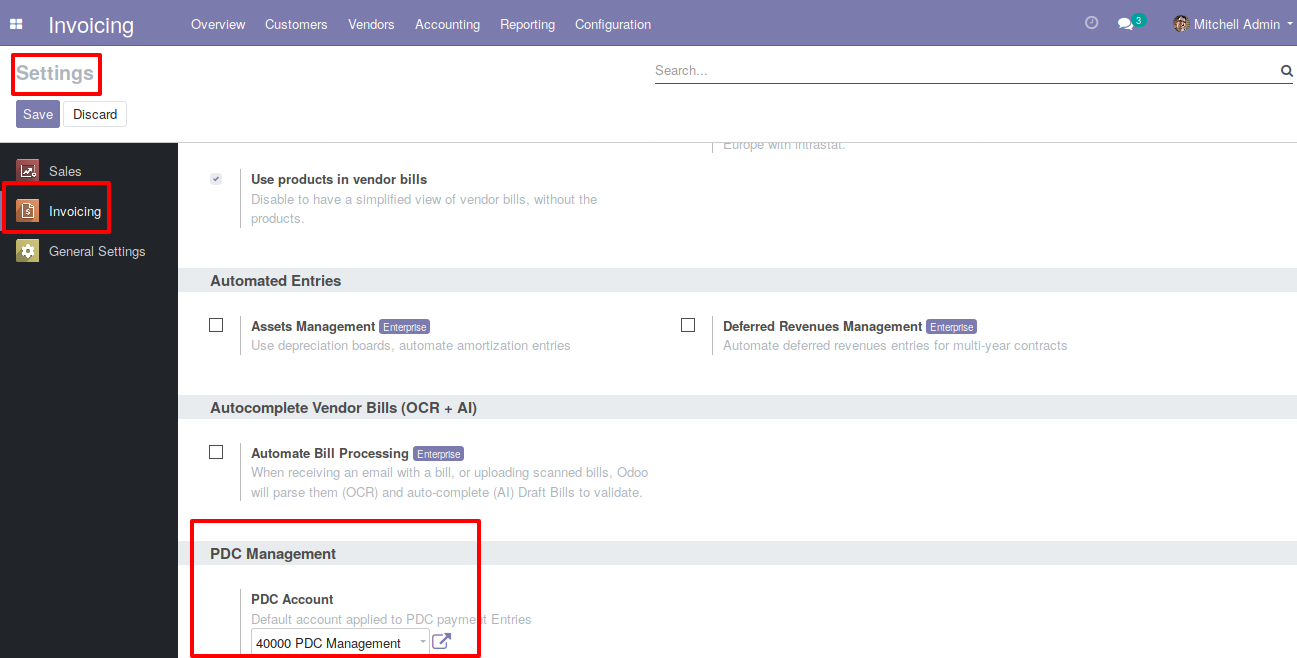 Invoicing Overview Customers Vendors Accounting Reporting Configuration 3 Mitchell Admin
Settings
Search...
Save Discard
Sales
Invoicing
General Settings
Europe with Intrastat.
Use products in vendor bills
Disable to have a simplified view of vendor bills, without the
products.
Automated Entries
Assets Management Enterprise
Use depreciation boards, automate amortization entries
Deferred Revenues Management Enterprise
Automate deferred revenues entries for multi-year contracts
Autocomplete Vendor Bills (OCR + AI)
Automate Bill Processing Enterprise
When receiving an email with a bill, or uploading scanned bills, Odoo
will parse them (OCR) and auto-complete (AI) Draft Bills to validate.
PDC Management
PDC Account
Default account applied to PDC payment Entries
40000 PDC Management